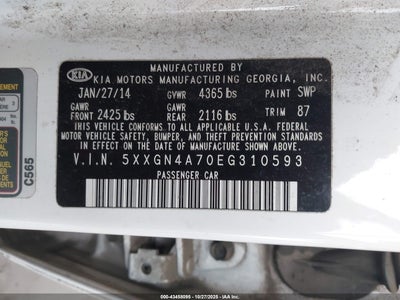 MANUFACTURED BY
KIA KIA MOTORS MANUFACTURING GEORGIA, INC.
JAN/27/14 GVWR 4365 lbs PAINT SWP
GAWR GAWR
FRONT 2425 lbs REAR 2116 lbs TRIM 87
THIS VEHICLE CONFORMS TO ALL APPLICABLE U.S. FEDERAL
MOTOR VEHICLE SAFETY, BUMPER, AND THEFT PREVENTION
STANDARDS IN EFFECT ON THE DATE OF MANUFACTURE SHOWN ABOVE.
V.I.N. 5XXGN4A70EG310593
PASSENGER CAR
C565
000-43458095 - 10/27/2025 - IAAI.COM